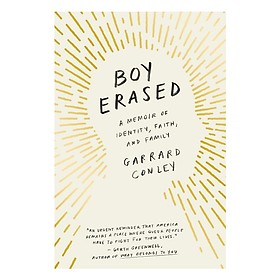 BOY
ERASED
A MEMOIR OF
IDENTITY, FAITH,
AND FAMILY
GARRARD
CONLEY
"AN URGENT REMINDER THAT AMERICA
REMAINS A PLACE WHERE QUEER PEOPLE
HAVE TO FIGHT FOR THEIR LIVES."
— GARTH GREENWELL,
AUTHOR OF WHAT BELONGS TO YOU